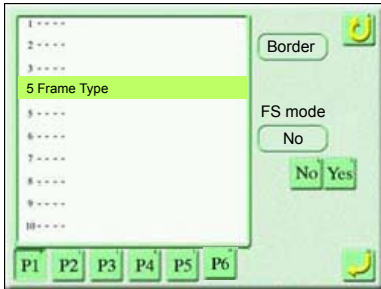 1 ----
2 ----
3 ----
5 Frame Type
5 ----
6 ----
7 ----
8 ----
9 ----
10 ----
Border
FS mode
No
No Yes
P1 P2 P3 P4 P5 P6